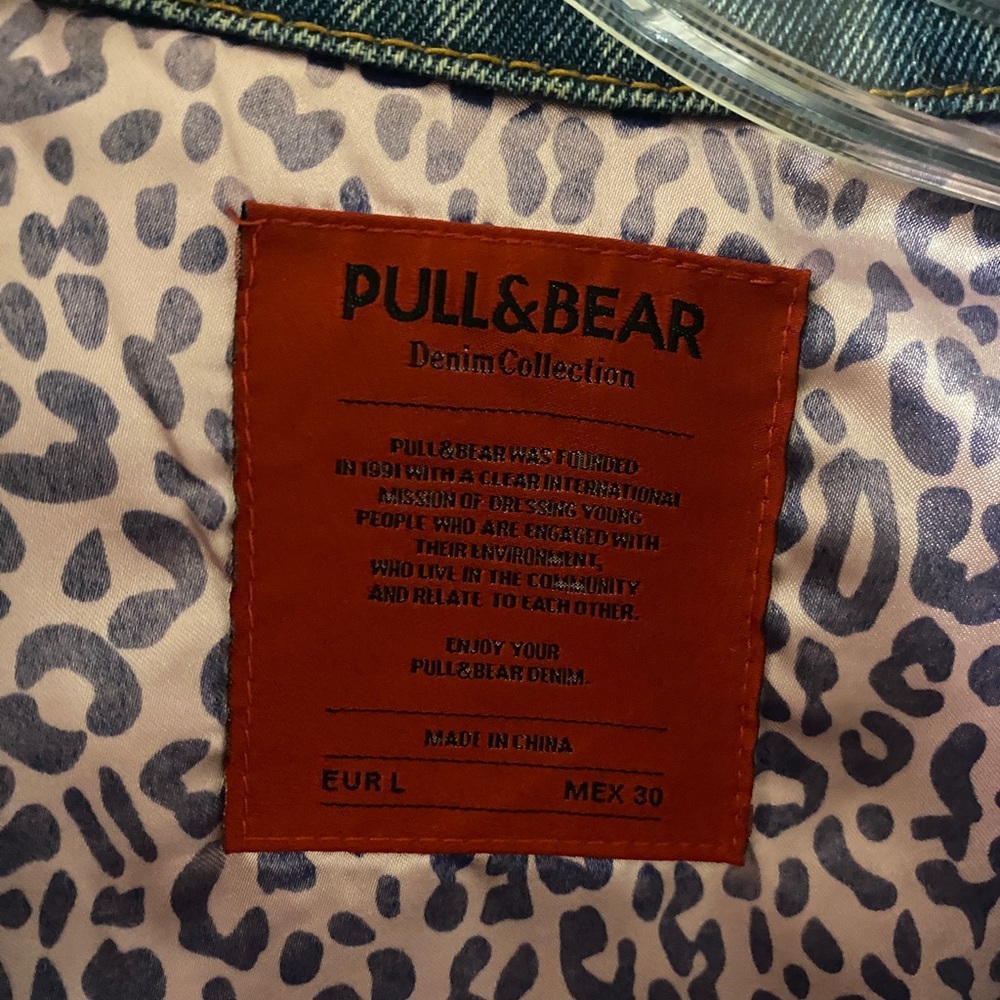 PULL&BEAR
Denim Collection
PULL&BEAR WAS FOUNDED
IN 1991 WITH A CLEAR INTERNATIONAL
MISSION OF DRESSING YOUNG
PEOPLE WHO ARE ENGAGED WITH
THEIR ENVIRONMENT,
WHO LIVE IN THE COMMUNITY
AND RELATE TO EACH OTHER.
ENJOY YOUR
PULL&BEAR DENIM.
MADE IN CHINA
EUR L MEX 30